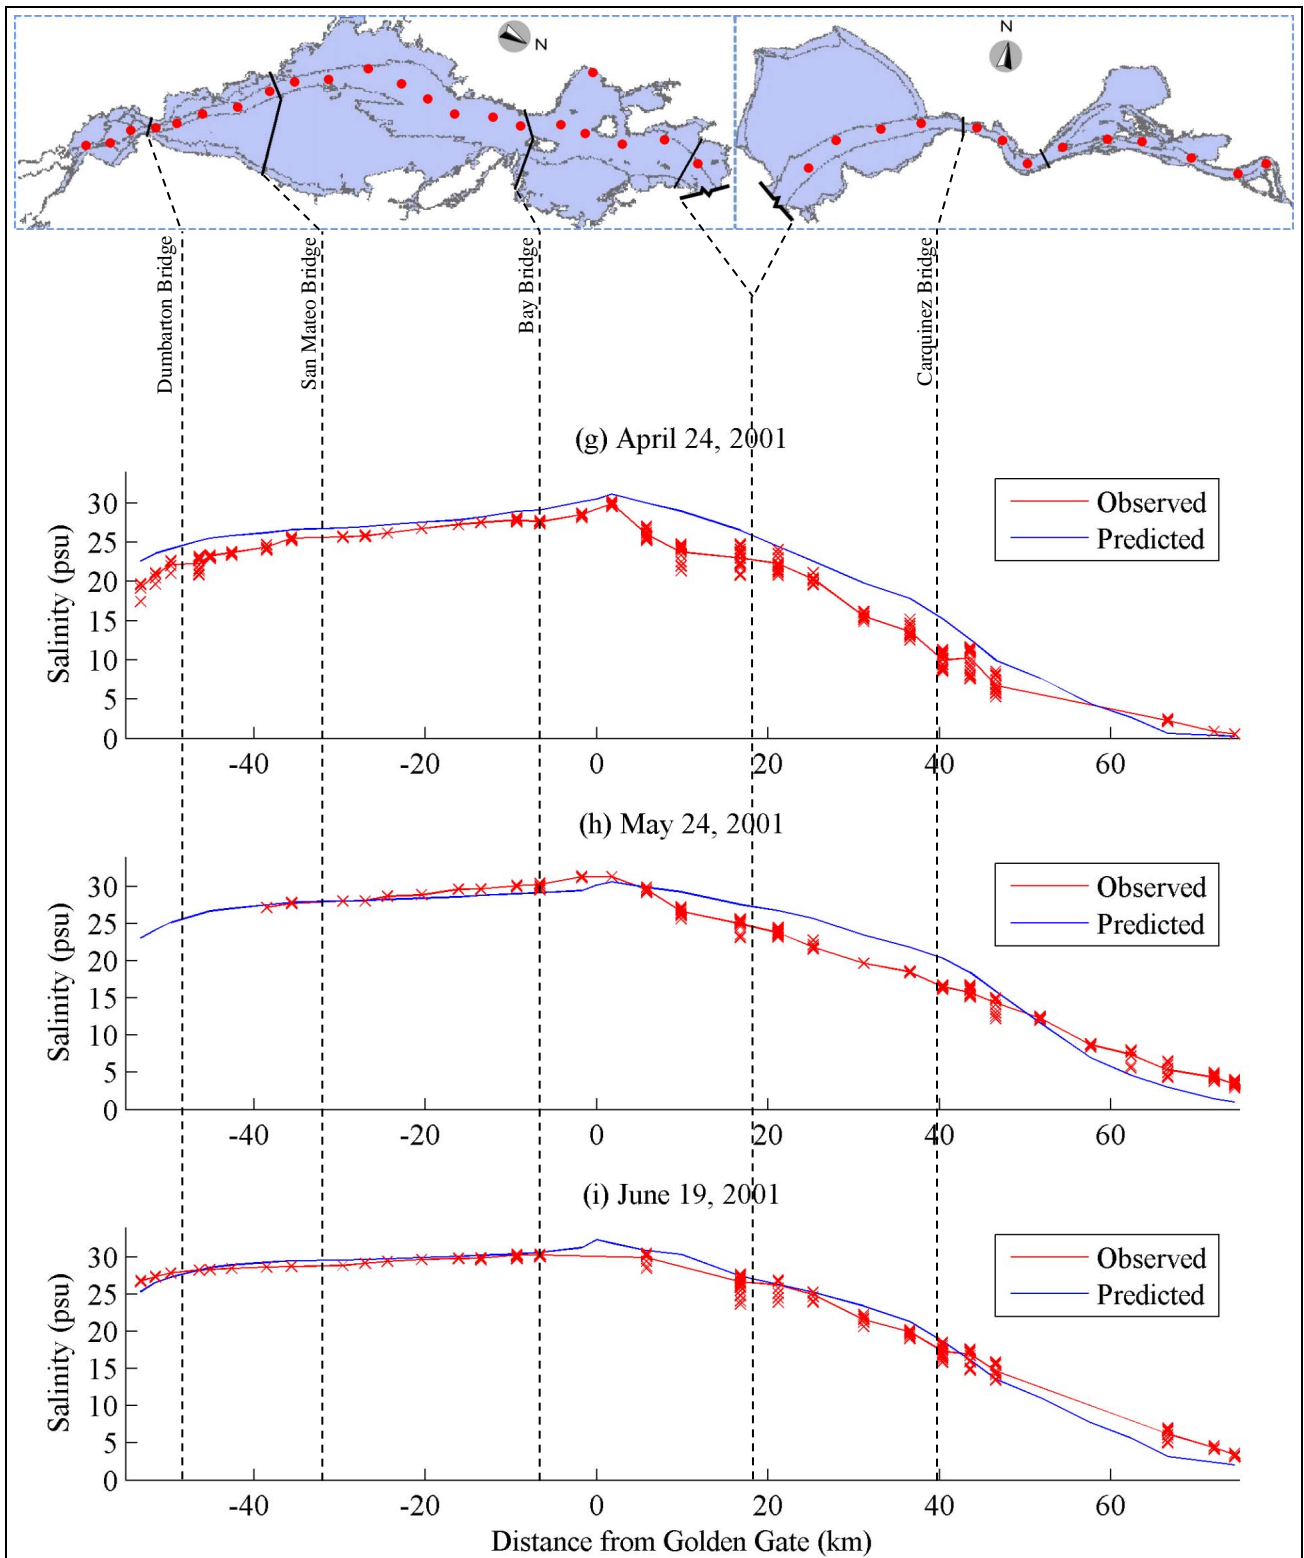 N
N
Dumbarton Bridge
San Mateo Bridge
Bay Bridge
Carquinez Bridge
(g) April 24, 2001
Salinity (psu)
30
25
20
15
10
5
0
Observed
Predicted
-40 -20 0 20 40 60
(h) May 24, 2001
Salinity (psu)
30
25
20
15
10
5
0
Observed
Predicted
-40 -20 0 20 40 60
(i) June 19, 2001
Salinity (psu)
30
25
20
15
10
5
0
Observed
Predicted
-40 -20 0 20 40 60
Distance from Golden Gate (km)